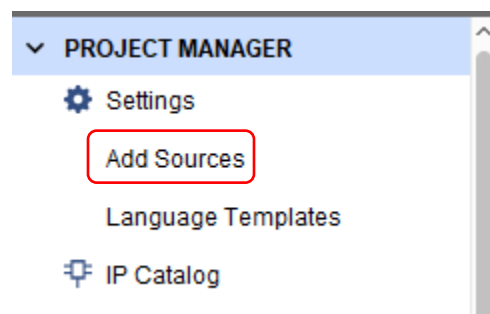 PROJECT MANAGER
Settings
Add Sources
Language Templates
IP Catalog